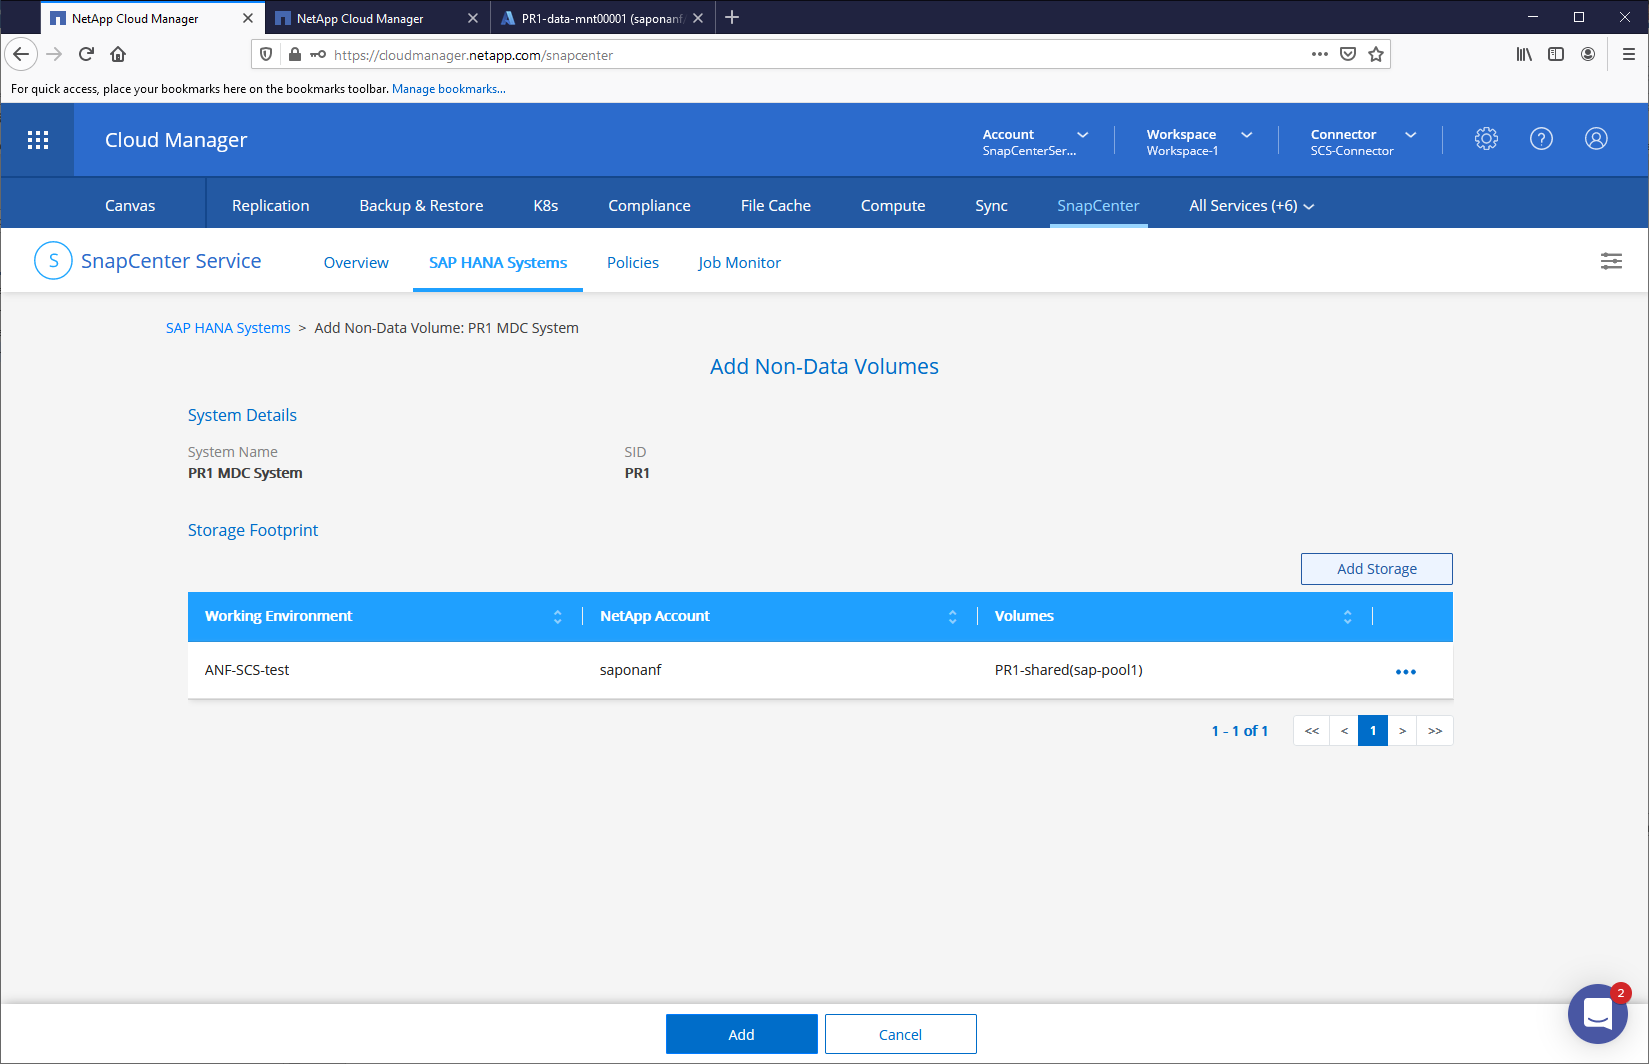 NetApp Cloud Manager
NetApp Cloud Manager
PR1-data-mnt00001 (saponanf/
https://cloudmanager.netapp.com/snapcenter
For quick access, place your bookmarks here on the bookmarks toolbar. Manage bookmarks...
Cloud Manager
Account
SnapCenterSer...
Workspace
Workspace-1
Connector
SCS-Connector
Canvas
Replication
Backup & Restore
K8s
Compliance
File Cache
Compute
Sync
SnapCenter
All Services (+6)
S
SnapCenter Service
Overview
SAP HANA Systems
Policies
Job Monitor
SAP HANA Systems > Add Non-Data Volume: PR1 MDC System
Add Non-Data Volumes
System Details
System Name
SID
PR1 MDC System
PR1
Storage Footprint
Add Storage
Working Environment
NetApp Account
Volumes
ANF-SCS-test
saponanf
PR1-shared(sap-pool1)
1 - 1 of 1
<< < 1 > >>
2
Add
Cancel